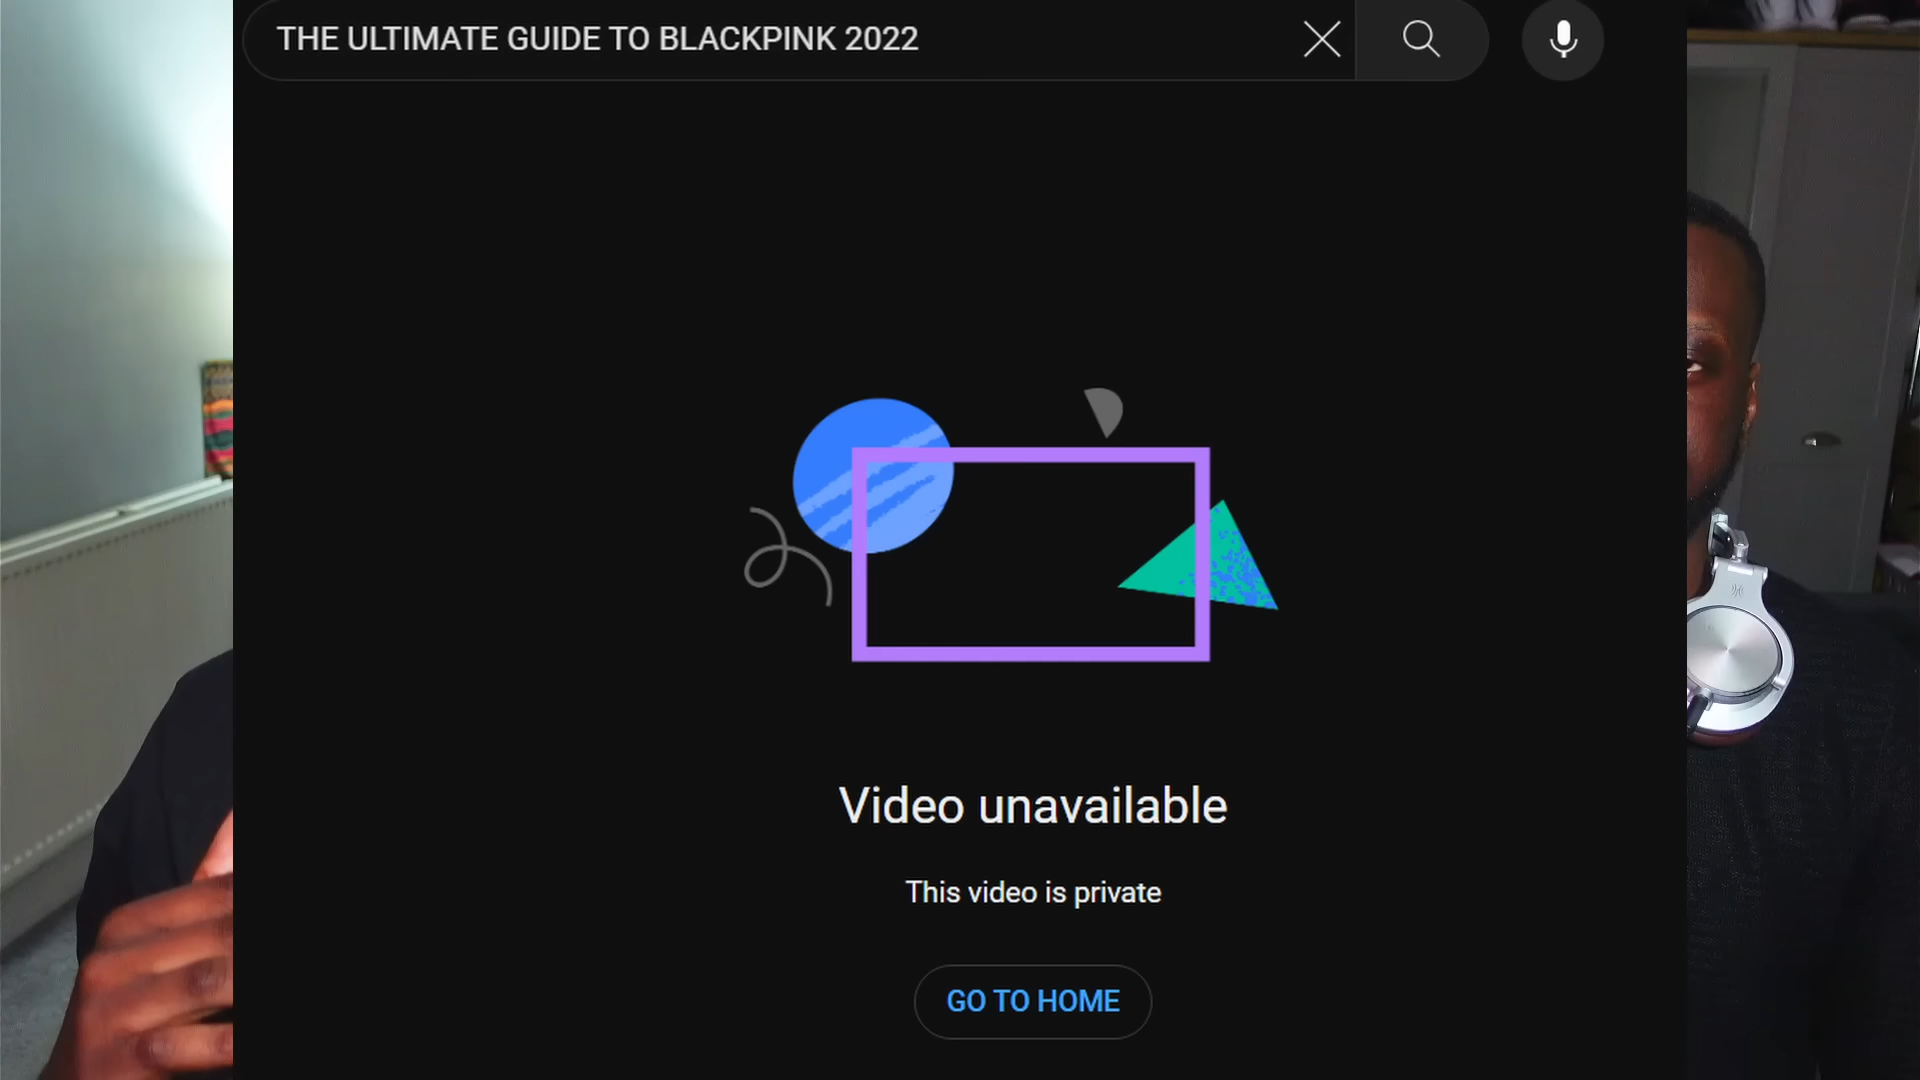 THE ULTIMATE GUIDE TO BLACKPINK 2022
Video unavailable
This video is private
GO TO HOME